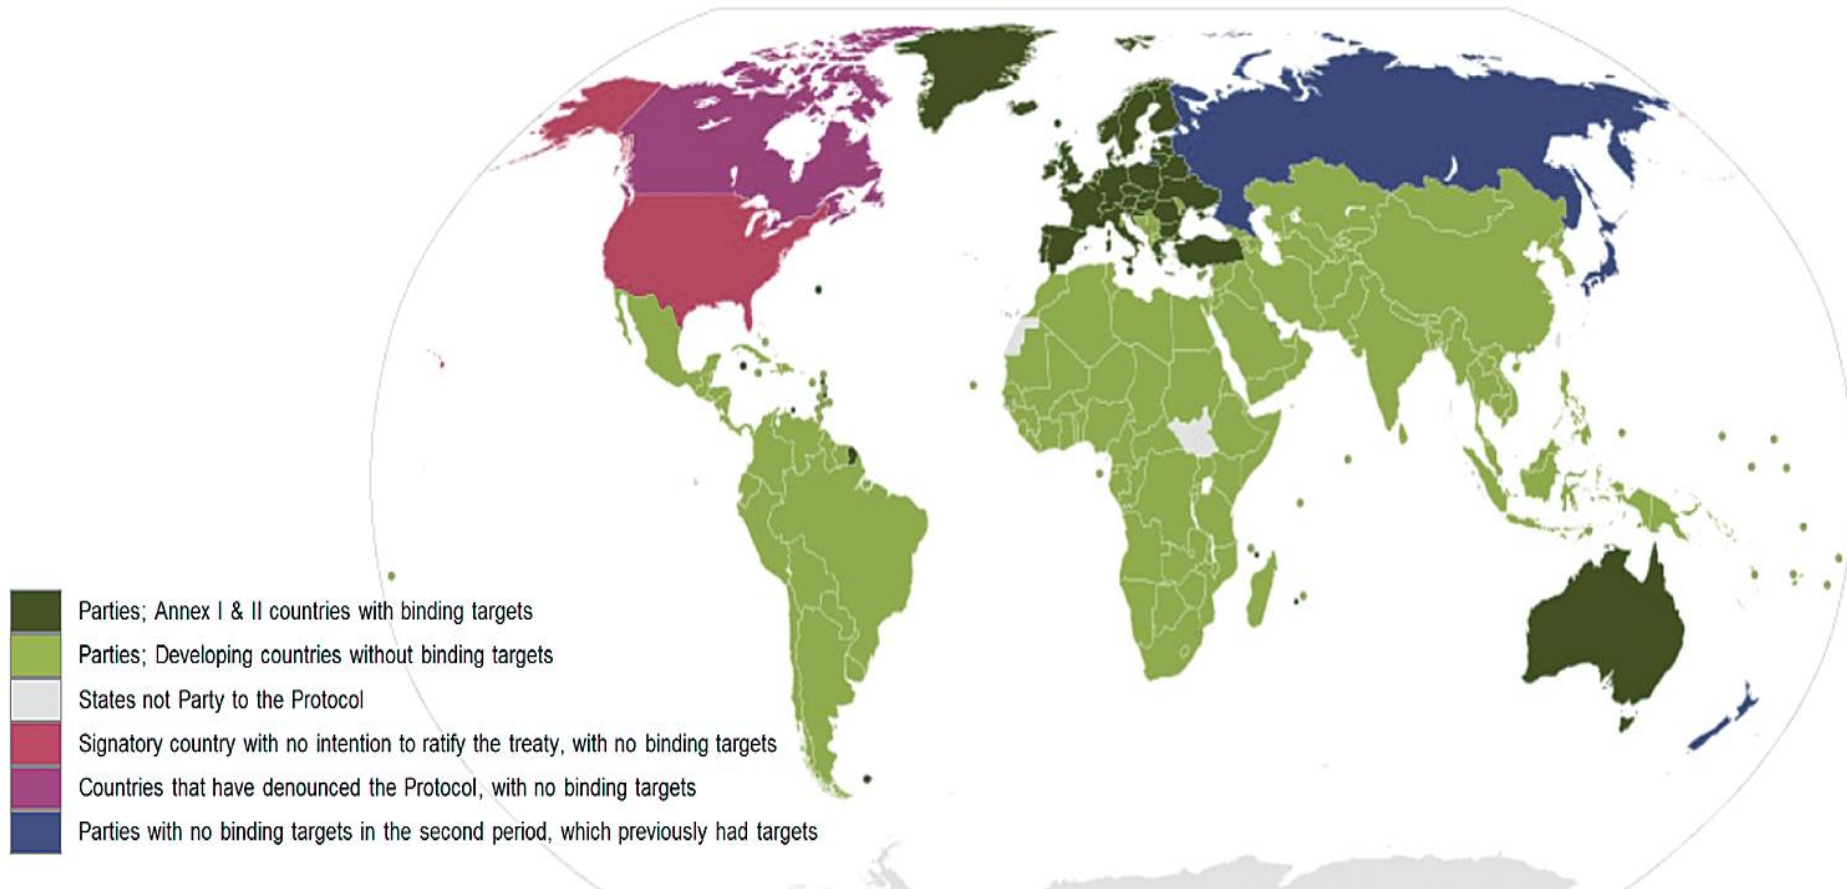 Parties; Annex I & II countries with binding targets
Parties; Developing countries without binding targets
States not Party to the Protocol
Signatory country with no intention to ratify the treaty, with no binding targets
Countries that have denounced the Protocol, with no binding targets
Parties with no binding targets in the second period, which previously had targets